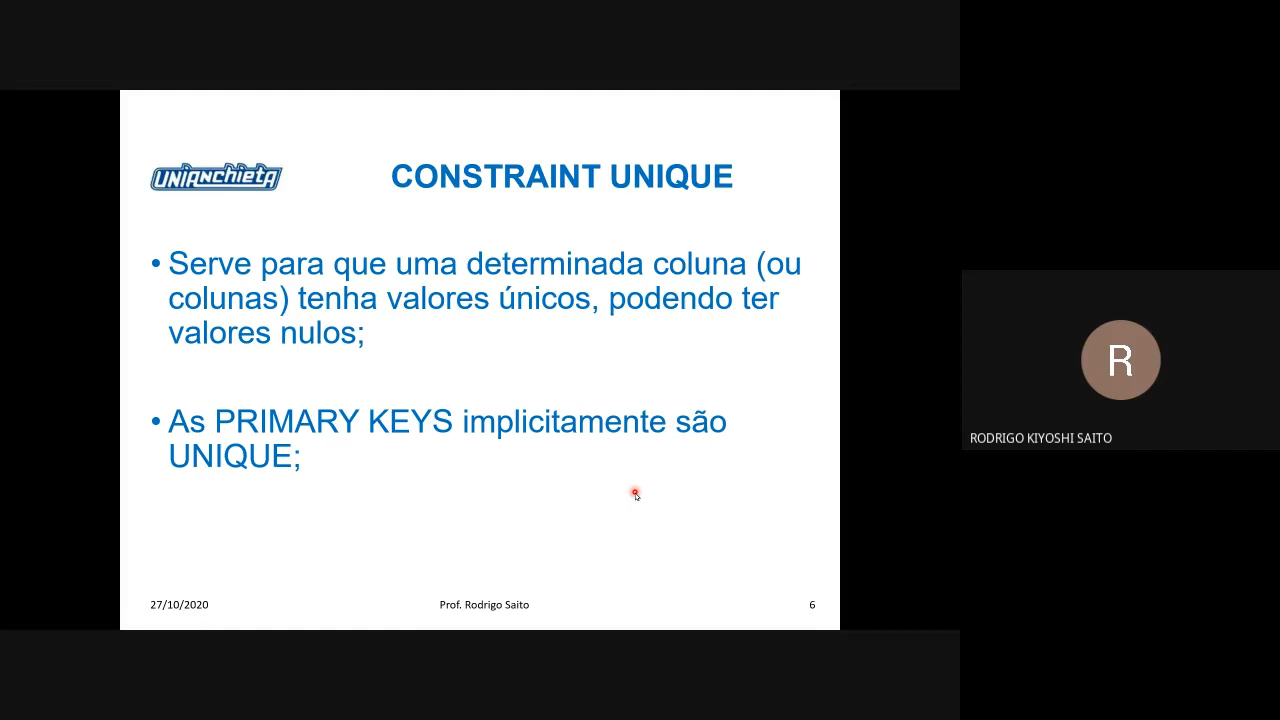 UNIANCHIETA
CONSTRAINT UNIQUE
• Serve para que uma determinada coluna (ou
colunas) tenha valores únicos, podendo ter
valores nulos;
• As PRIMARY KEYS implicitamente são
UNIQUE;
27/10/2020
Prof. Rodrigo Saito
6
R
RODRIGO KIYOSHI SAITO